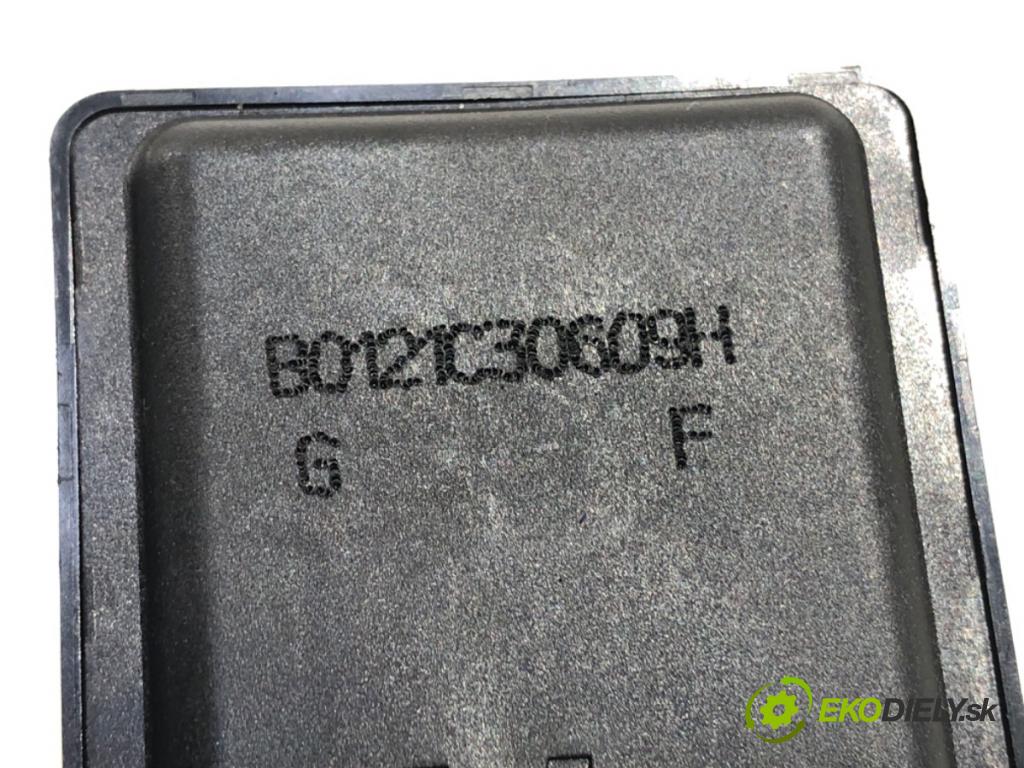 B0121C30609H
G F
EKODIELY.sk